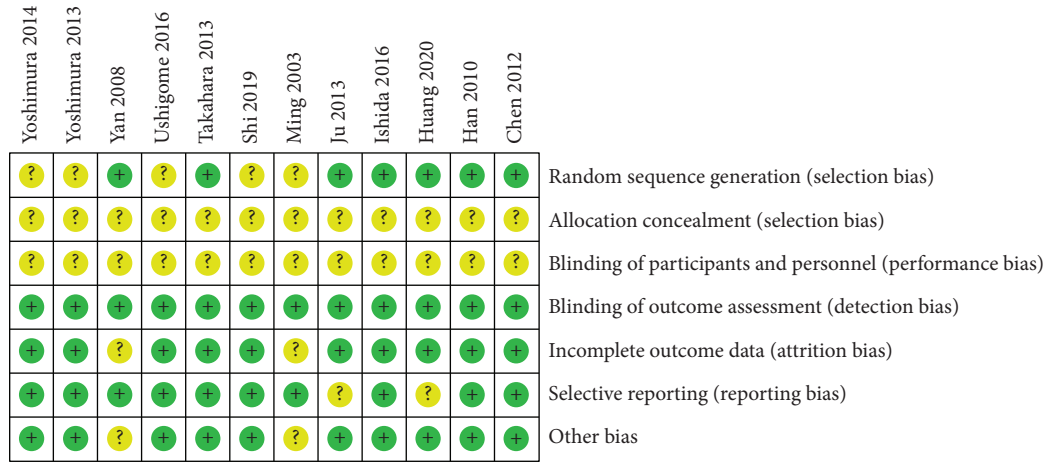 Yoshimura 2014
Yoshimura 2013
Yan 2008
Ushigome 2016
Takahara 2013
Shi 2019
Ming 2003
Ju 2013
Ishida 2016
Huang 2020
Han 2010
Chen 2012
? ? + ? + ? ? + + + + + Random sequence generation (selection bias)
? ? ? ? ? ? ? ? ? ? ? ? Allocation concealment (selection bias)
? ? ? ? ? ? ? ? ? ? ? ? Blinding of participants and personnel (performance bias)
+ + + + + + + + + + + + Blinding of outcome assessment (detection bias)
+ + ? + + + ? + + + + + Incomplete outcome data (attrition bias)
+ + + + + + + ? + ? + + Selective reporting (reporting bias)
+ + ? + + + ? + + + + + Other bias